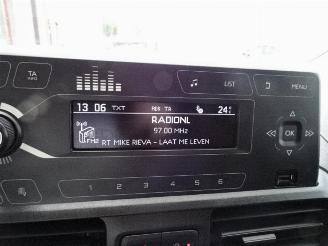 TA
INFO
LIST
MENU
13 06 TXT RDS TA 24°
RADIONL
97.00 MHz
FM2 RT MIKE RIEVA - LAAT ME LEVEN
OK
1 2 3 4 5 6